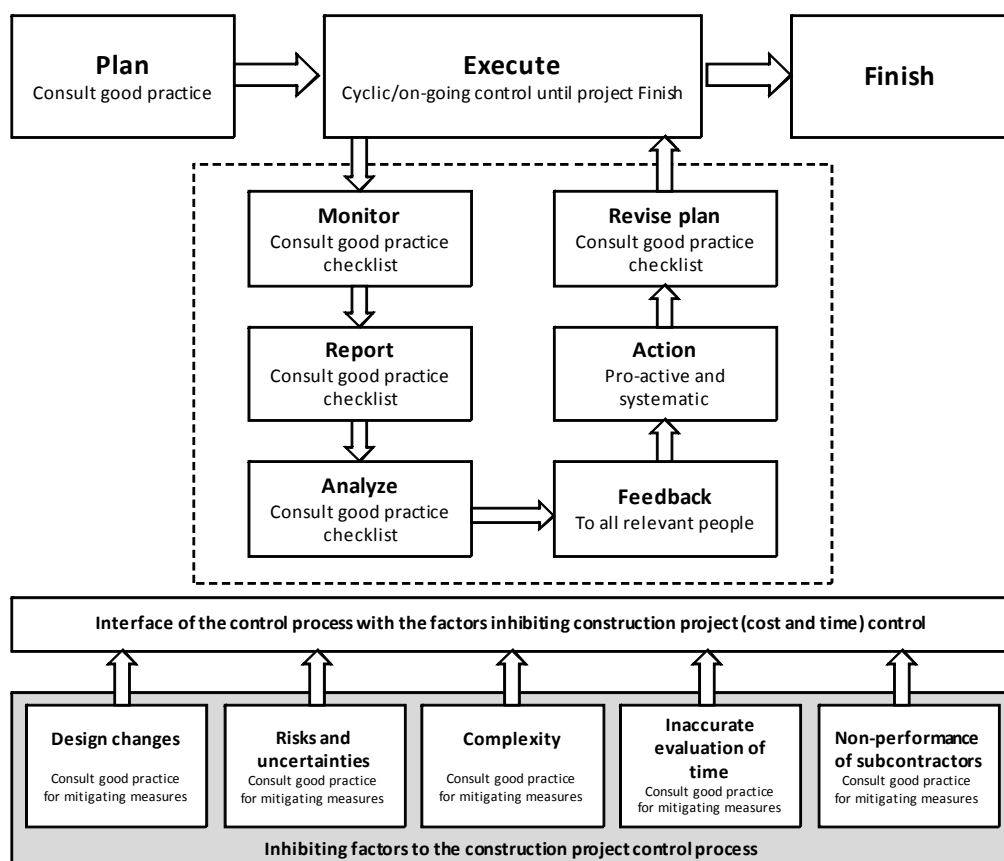 Plan
Consult good practice
Execute
Cyclic/on-going control until project Finish
Finish
Monitor
Consult good practice
checklist
Revise plan
Consult good practice
checklist
Report
Consult good practice
checklist
Action
Pro-active and
systematic
Analyze
Consult good practice
checklist
Feedback
To all relevant people
Interface of the control process with the factors inhibiting construction project (cost and time) control
Design changes
Consult good practice
for mitigating measures
Risks and
uncertainties
Consult good practice
for mitigating measures
Complexity
Consult good practice
for mitigating measures
Inaccurate
evaluation of
time
Consult good practice
for mitigating measures
Non-performance
of subcontractors
Consult good practice
for mitigating measures
Inhibiting factors to the construction project control process